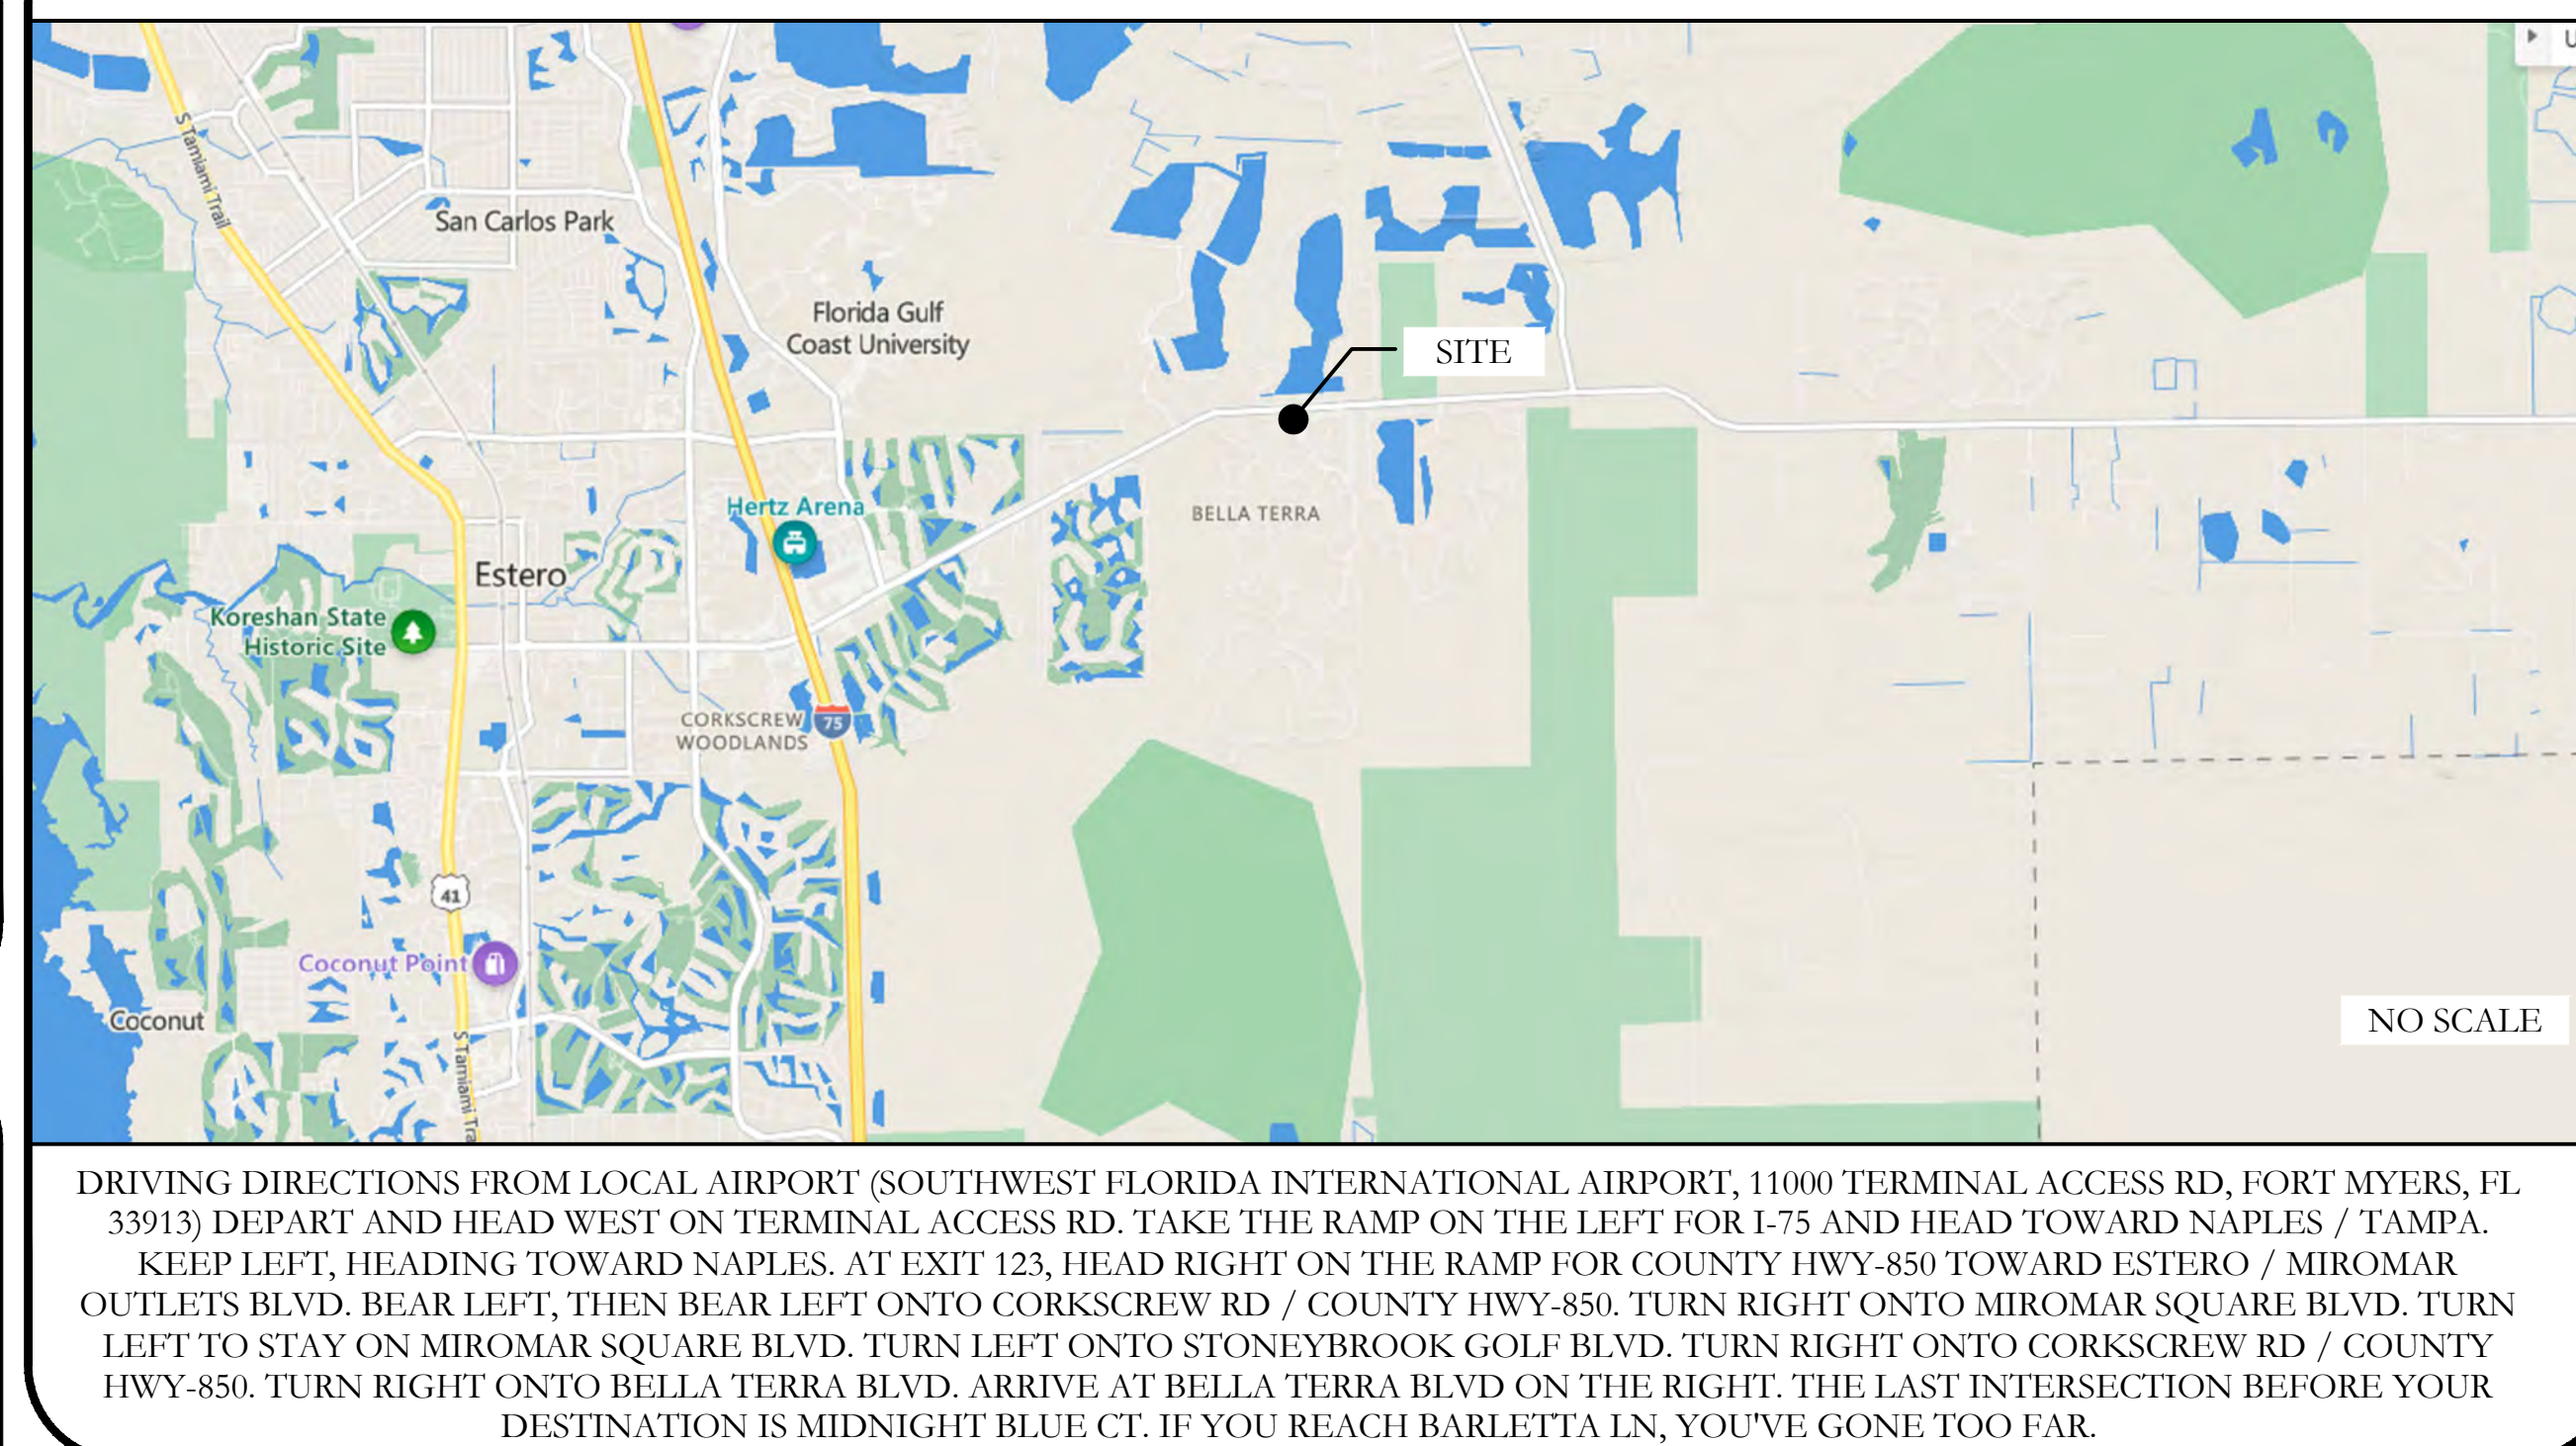 U
S Tamiami Trail
San Carlos Park
Florida Gulf
Coast University
SITE
Hertz Arena
BELLA TERRA
Estero
Koreshan State
Historic Site
CORKSCREW
WOODLANDS
75
41
Coconut Point
Coconut
NO SCALE
S Tamiami Tra
DRIVING DIRECTIONS FROM LOCAL AIRPORT (SOUTHWEST FLORIDA INTERNATIONAL AIRPORT, 11000 TERMINAL ACCESS RD, FORT MYERS, FL
33913) DEPART AND HEAD WEST ON TERMINAL ACCESS RD. TAKE THE RAMP ON THE LEFT FOR I-75 AND HEAD TOWARD NAPLES / TAMPA.
KEEP LEFT, HEADING TOWARD NAPLES. AT EXIT 123, HEAD RIGHT ON THE RAMP FOR COUNTY HWY-850 TOWARD ESTERO / MIROMAR
OUTLETS BLVD. BEAR LEFT, THEN BEAR LEFT ONTO CORKSCREW RD / COUNTY HWY-850. TURN RIGHT ONTO MIROMAR SQUARE BLVD. TURN
LEFT TO STAY ON MIROMAR SQUARE BLVD. TURN LEFT ONTO STONEYBROOK GOLF BLVD. TURN RIGHT ONTO CORKSCREW RD / COUNTY
HWY-850. TURN RIGHT ONTO BELLA TERRA BLVD. ARRIVE AT BELLA TERRA BLVD ON THE RIGHT. THE LAST INTERSECTION BEFORE YOUR
DESTINATION IS MIDNIGHT BLUE CT. IF YOU REACH BARLETTA LN, YOU'VE GONE TOO FAR.